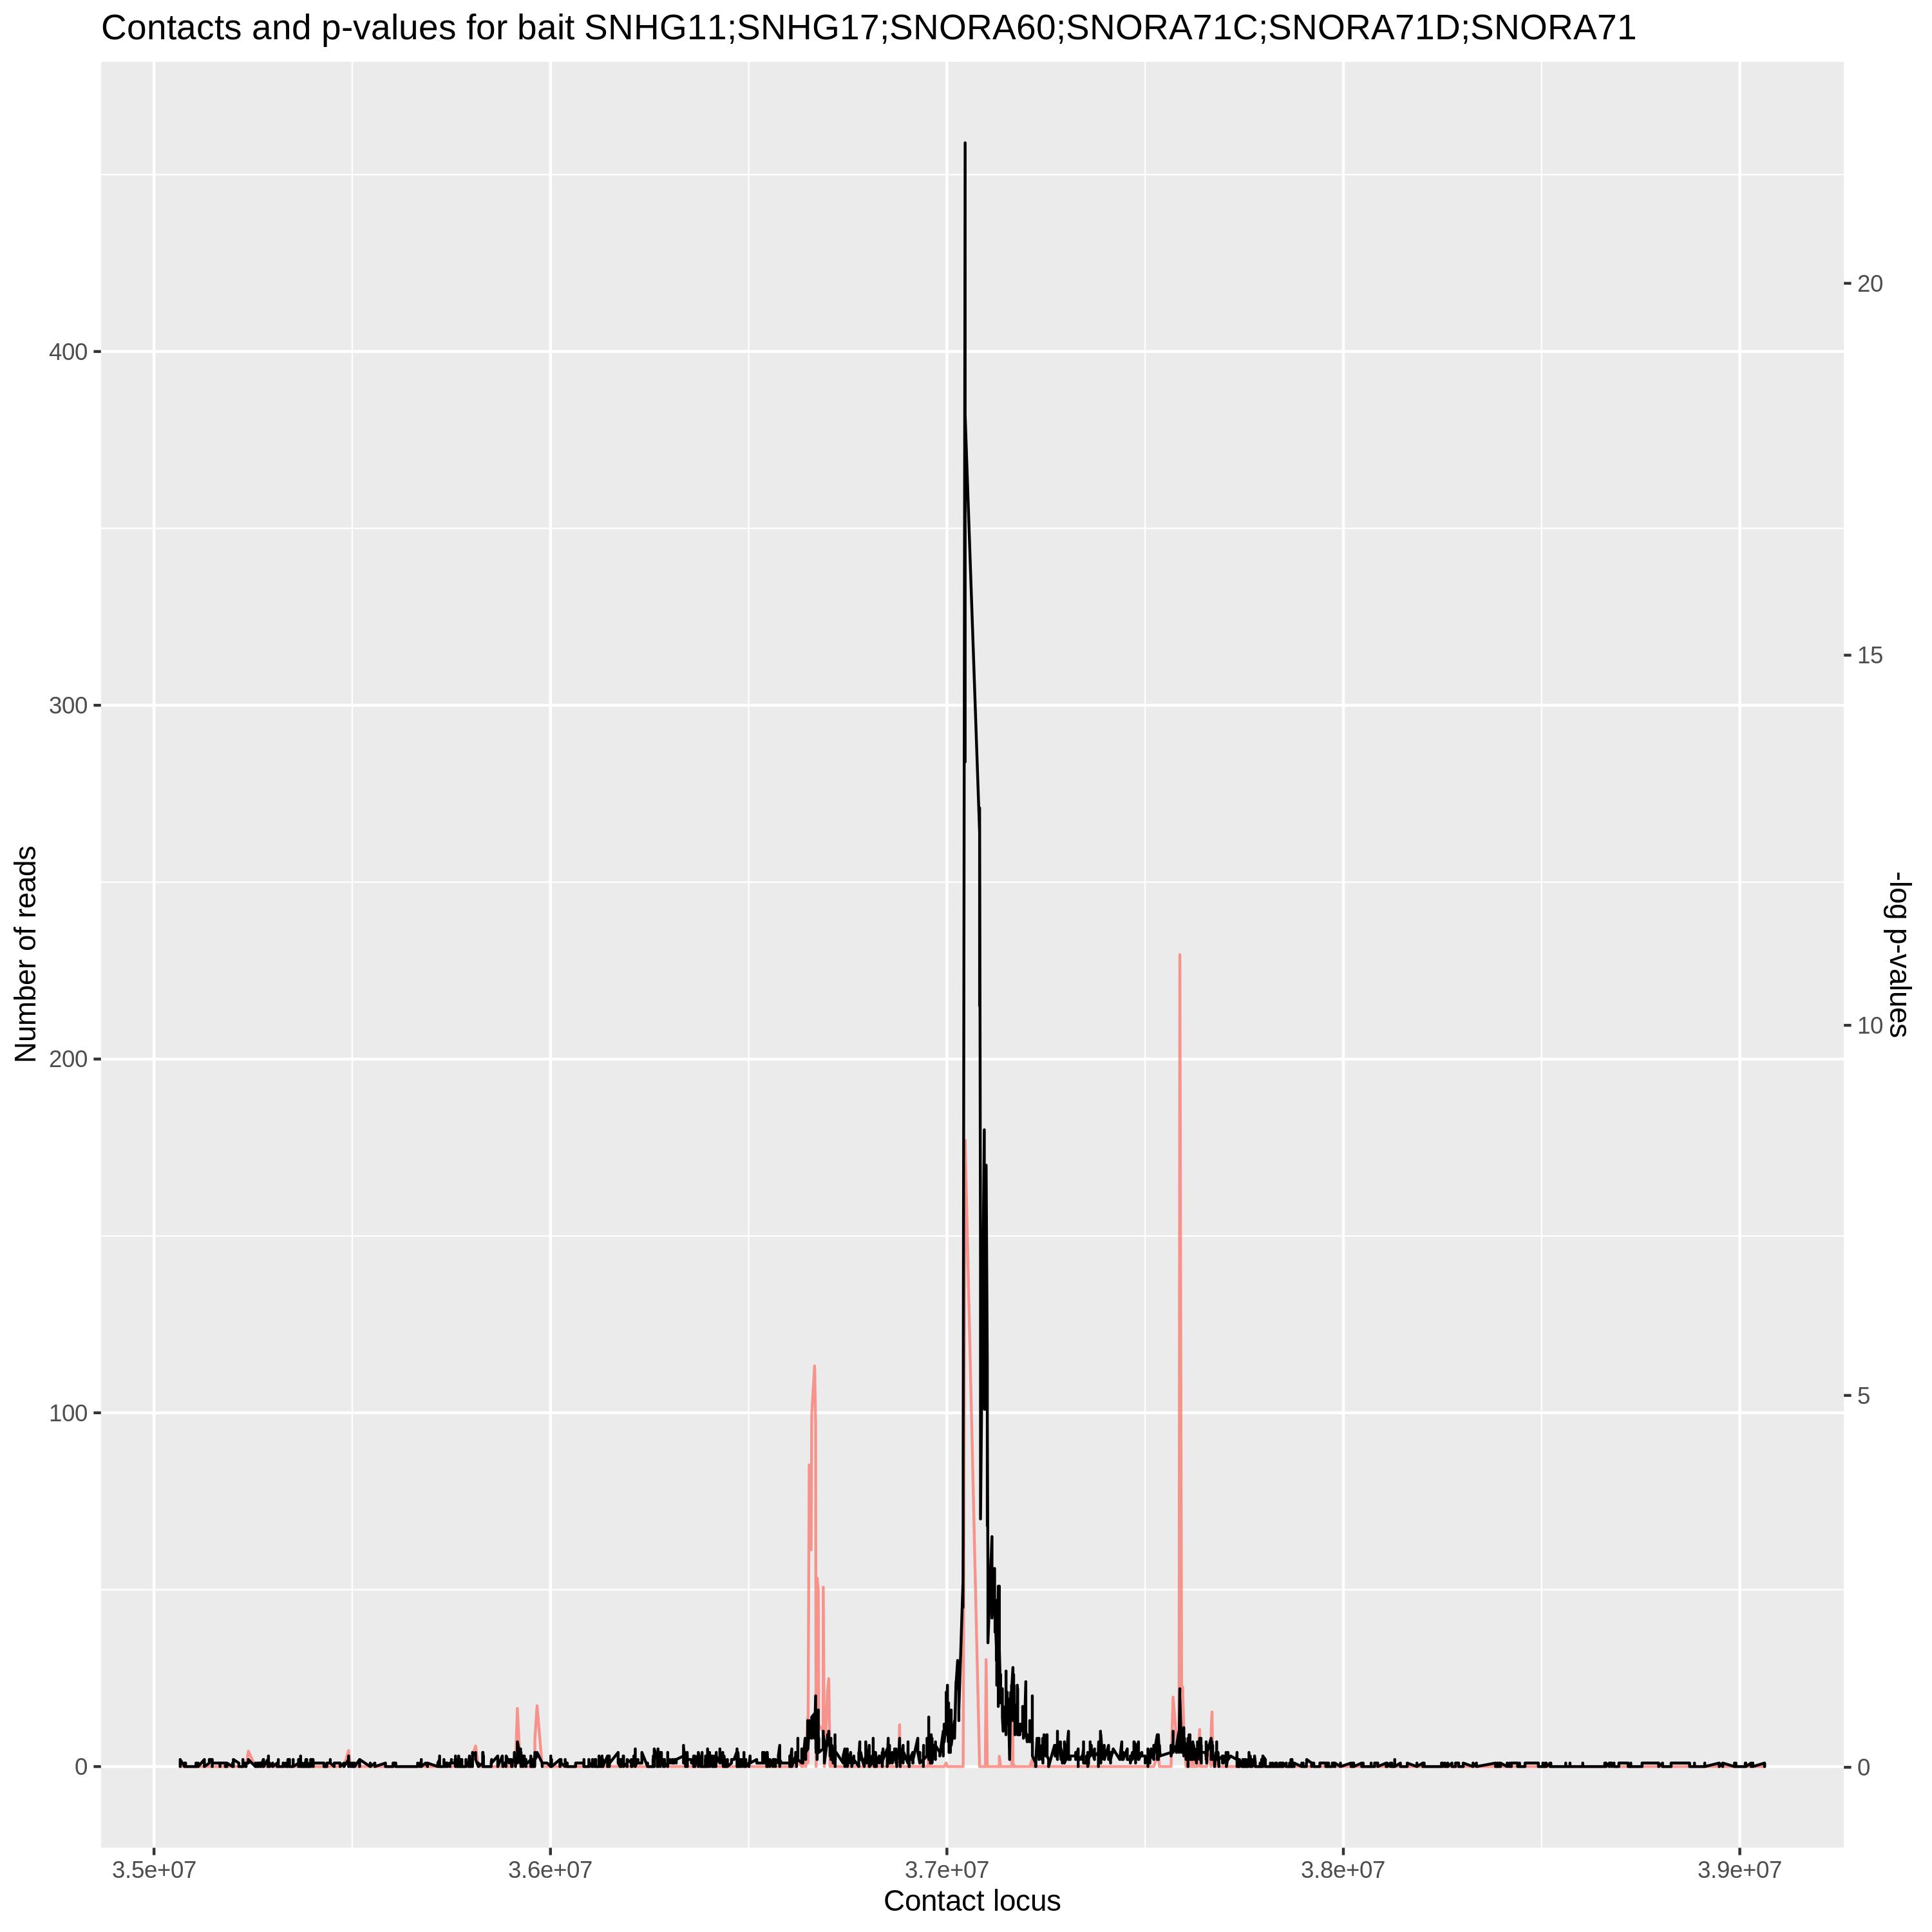 Contacts and p-values for bait SNHG11;SNHG17;SNORA60;SNORA71C;SNORA71D;SNORA71
Number of reads
400
300
200
100
0
20
15
10
5
0
-log p-values
3.5e+07 3.6e+07 3.7e+07 3.8e+07 3.9e+07
Contact locus